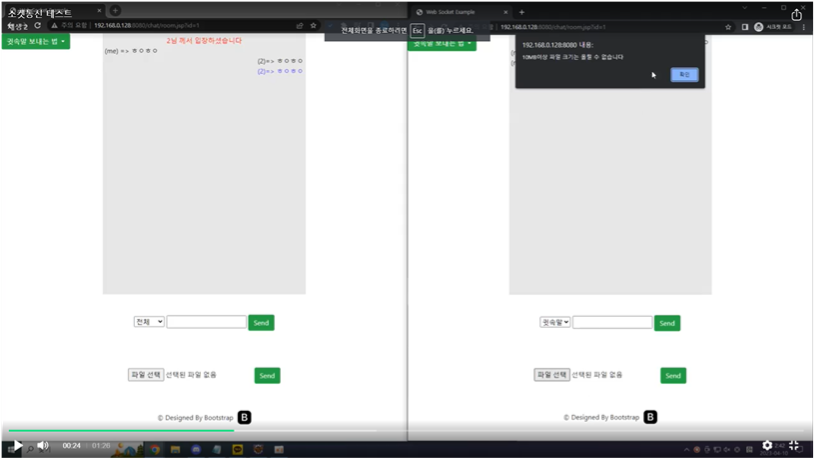 소켓통신 테스트
학생 2
주의 요함
192.168.0.128:8080/chat/room.jsp?id=1
전체화면을 종료하려면 Esc 을(를) 누르세요.
귓속말 보내는 법
2님 께서 입장하셧습니다
(me) => ㅎㅇㅎㅇ
(2)=> ㅎㅇㅎㅇ
(2)=> ㅎㅇㅎㅇ
전체
Send
파일 선택 선택된 파일 없음
Send
© Designed By Bootstrap B
Web Socket Example
192.168.0.128:8080/chat/room.jsp?id=1
시크릿 모드
귓속말 보내는 법
192.168.0.128:8080 내용:
10MB이상 파일 크기는 올릴 수 없습니다
확인
귓속말
Send
파일 선택 선택된 파일 없음
Send
© Designed By Bootstrap B
00:24 01:26